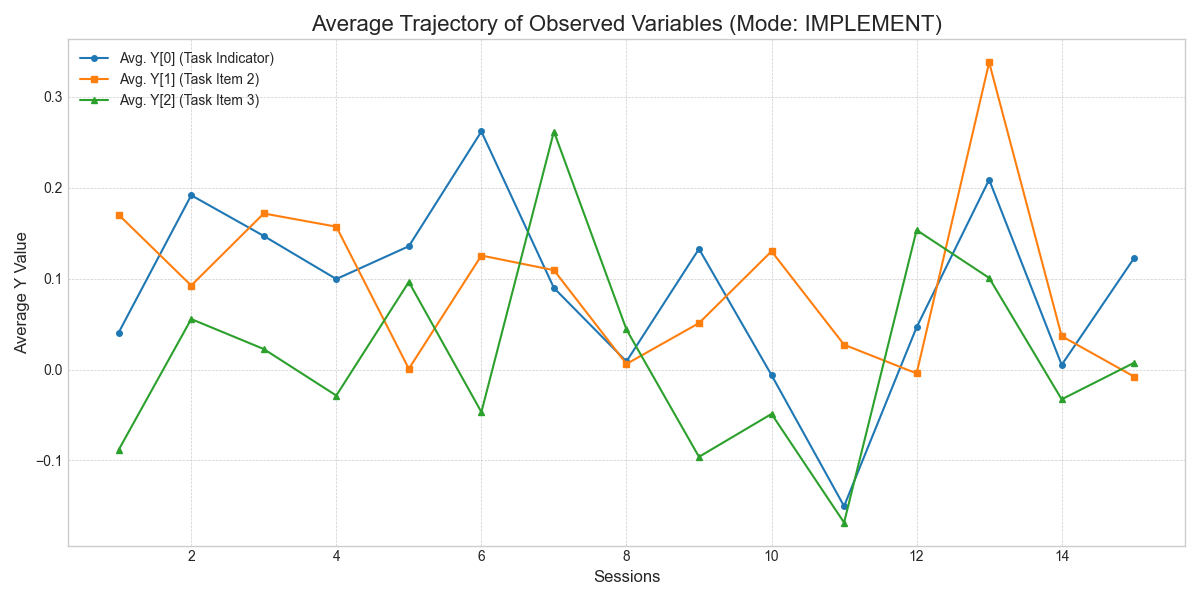 Average Trajectory of Observed Variables (Mode: IMPLEMENT)
Avg. Y[0] (Task Indicator)
Avg. Y[1] (Task Item 2)
Avg. Y[2] (Task Item 3)
Average Y Value
0.3
0.2
0.1
0.0
−0.1
2 4 6 8 10 12 14
Sessions